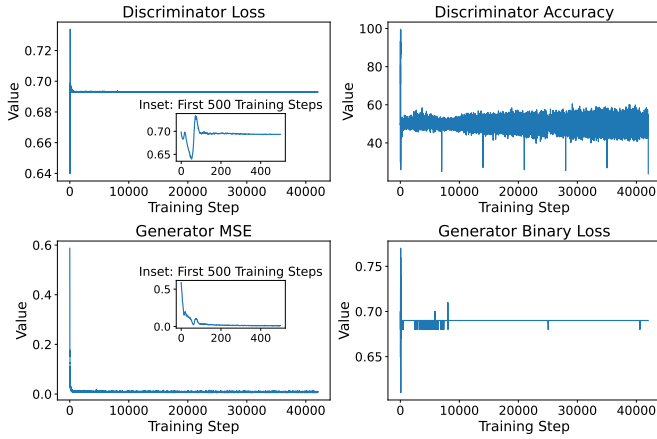 Discriminator Loss
Value
0.72
0.70
0.68
0.66
0.64
Inset: First 500 Training Steps
0.70
0.65
0 200 400
0 10000 20000 30000 40000
Training Step
Discriminator Accuracy
Value
100
80
60
40
0 10000 20000 30000 40000
Training Step
Generator MSE
Value
0.6
0.4
0.2
0.0
Inset: First 500 Training Steps
0.5
0.0
0 200 400
0 10000 20000 30000 40000
Training Step
Generator Binary Loss
Value
0.75
0.70
0.65
0 10000 20000 30000 40000
Training Step